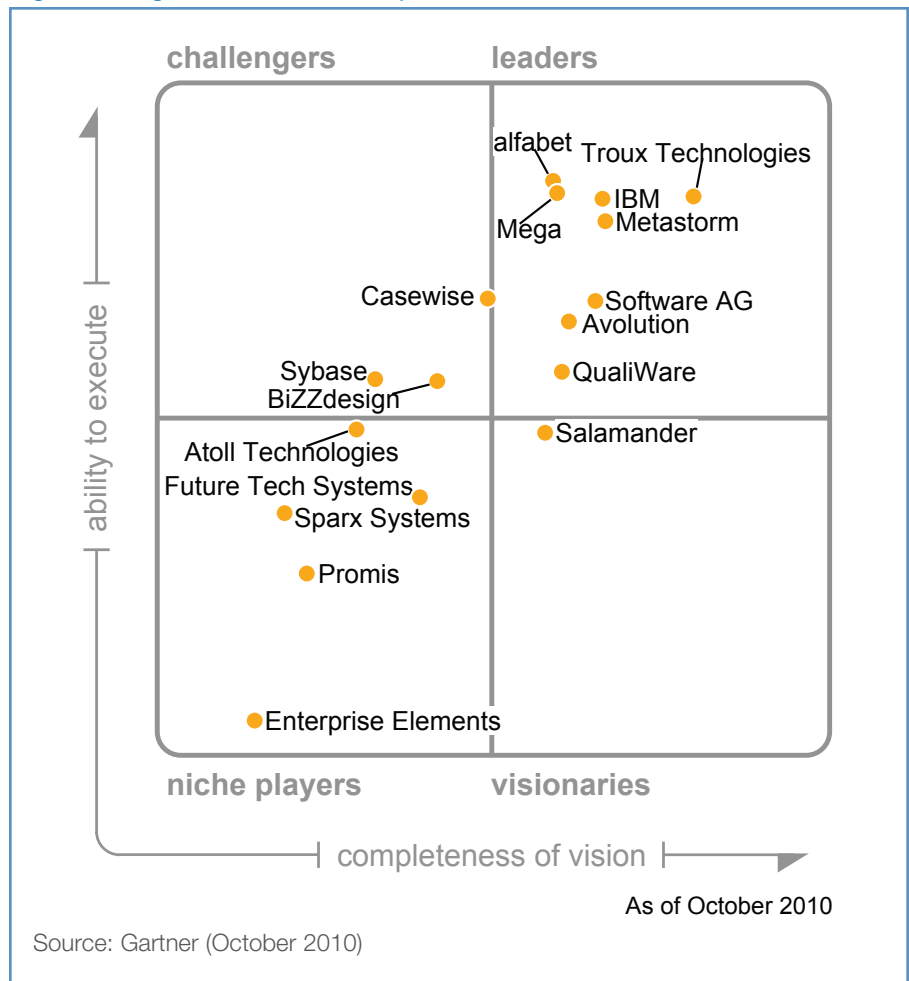 challengers
leaders
alfabet
Troux Technologies
IBM
Mega
Metastorm
Casewise
Software AG
Avolution
Sybase
QualiWare
BiZZdesign
Salamander
Atoll Technologies
Future Tech Systems
Sparx Systems
Promis
Enterprise Elements
niche players
visionaries
ability to execute
completeness of vision
As of October 2010
Source: Gartner (October 2010)